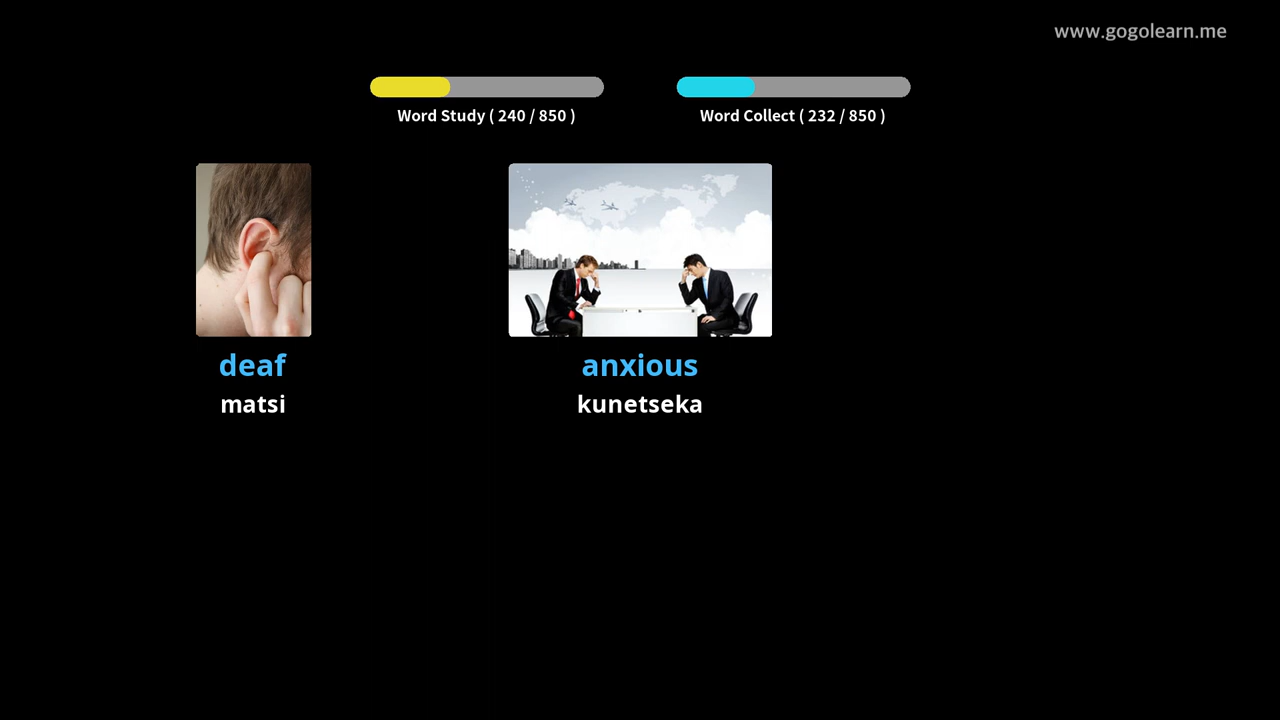 www.gogolearn.me
Word Study ( 240 / 850 )
Word Collect ( 232 / 850 )
deaf
matsi
anxious
kunetseka